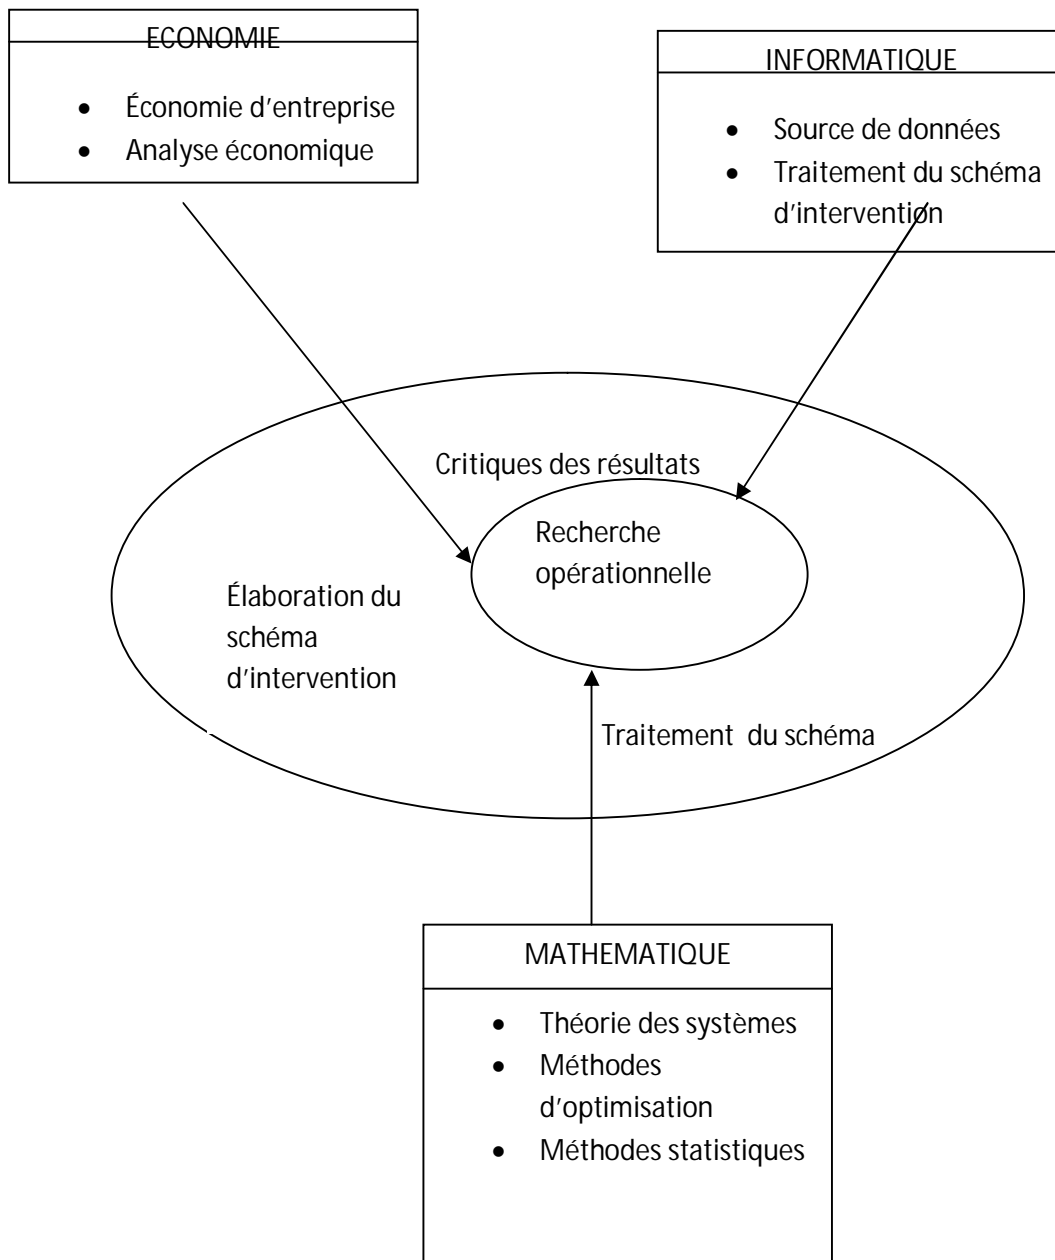 ECONOMIE
• Économie d'entreprise
• Analyse économique
INFORMATIQUE
• Source de données
• Traitement du schéma
d'intervention
Critiques des résultats
Recherche
opérationnelle
Élaboration du
schéma
d'intervention
Traitement du schéma
MATHEMATIQUE
• Théorie des systèmes
• Méthodes
d'optimisation
• Méthodes statistiques